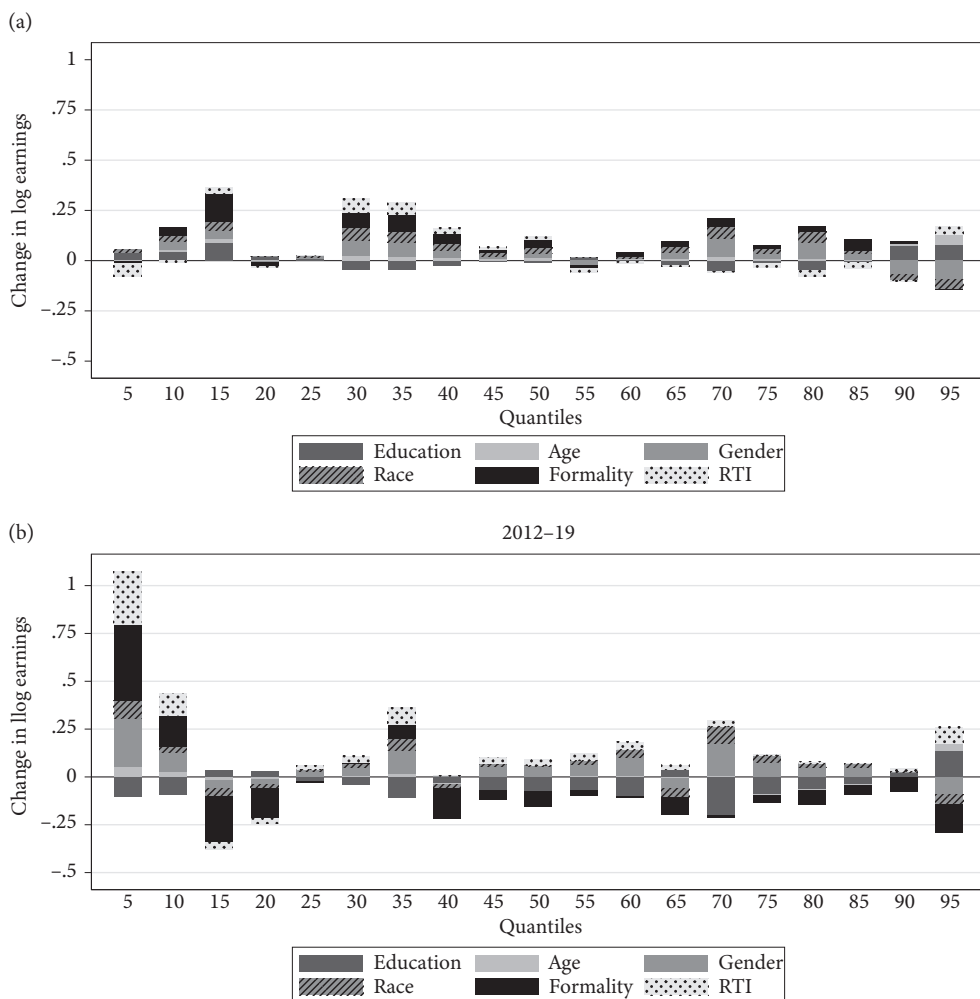 (a)
1
.75
.5
.25
0
–.25
–.5
Change in log earnings
5 10 15 20 25 30 35 40 45 50 55 60 65 70 75 80 85 90 95
Quantiles
Education Age Gender
Race Formality RTI
(b)
2012–19
1
.75
.5
.25
0
–.25
–.5
Change in llog earnings
5 10 15 20 25 30 35 40 45 50 55 60 65 70 75 80 85 90 95
Quantiles
Education Age Gender
Race Formality RTI